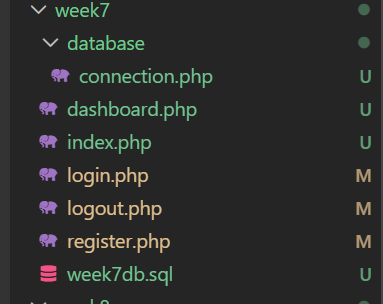 week7
database
connection.php U
dashboard.php U
index.php U
login.php M
logout.php M
register.php M
week7db.sql U